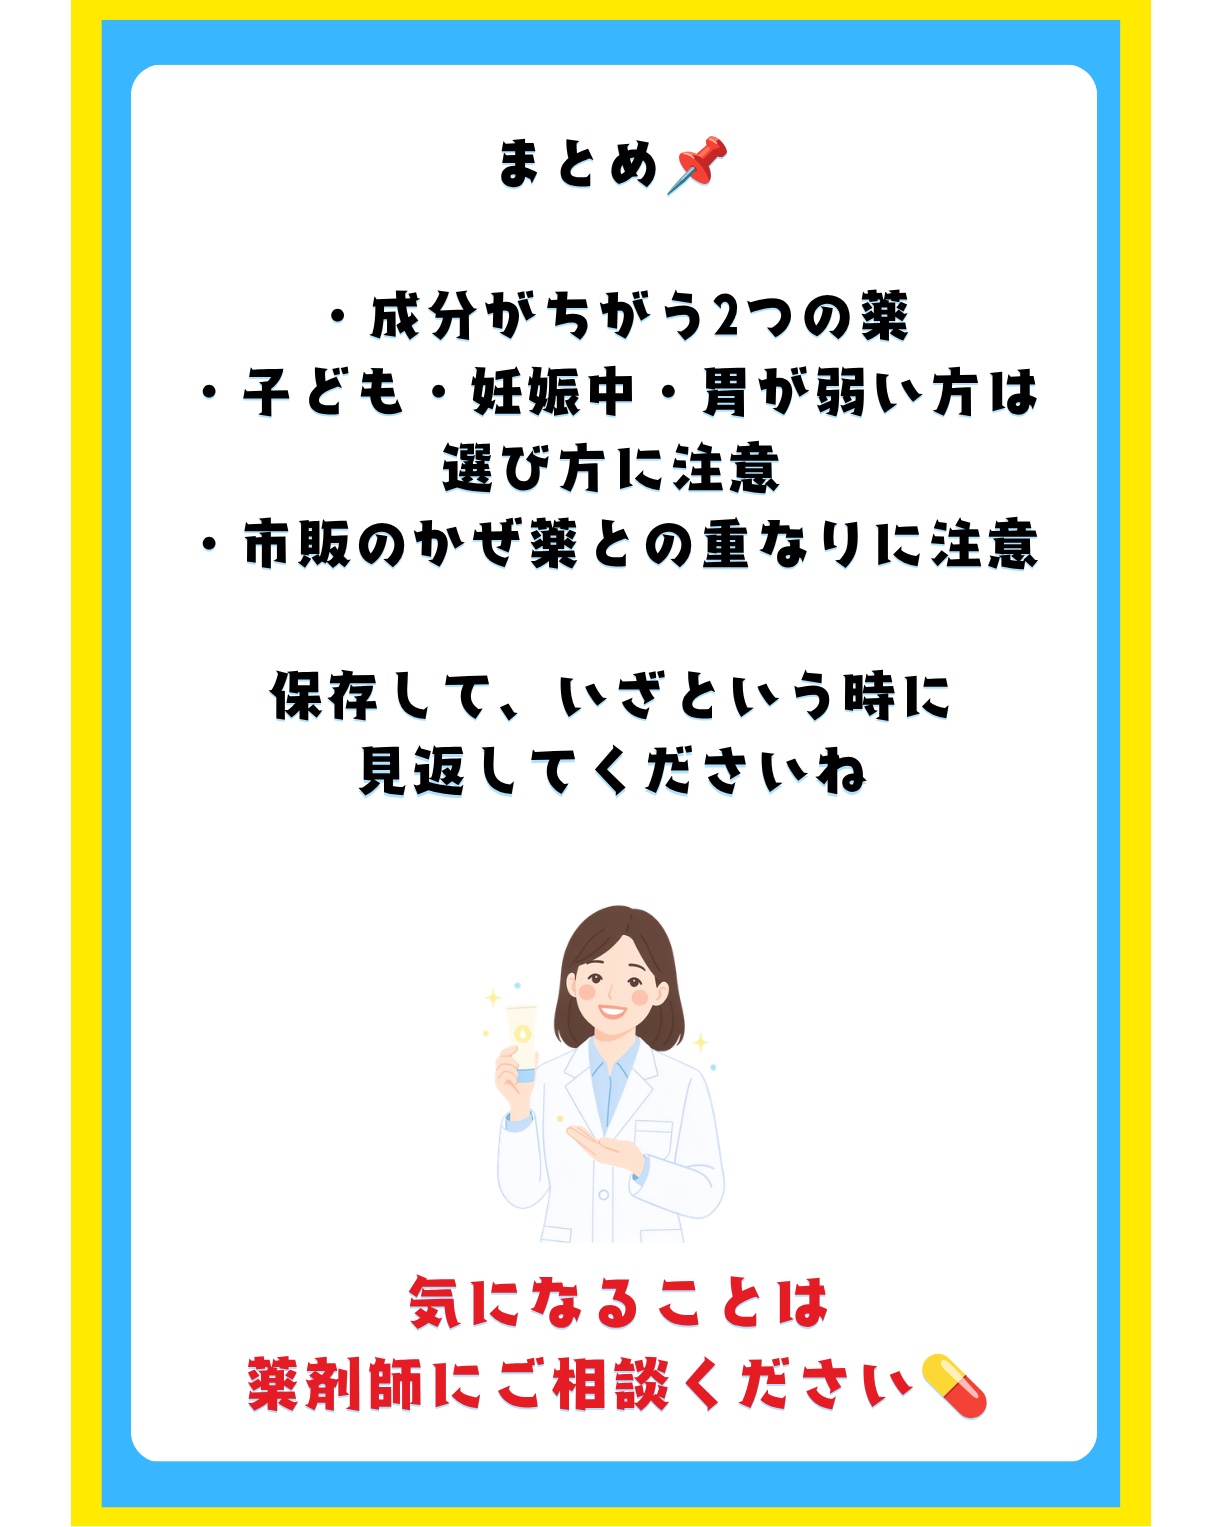 まとめ📌
・成分がちがう2つの薬
・子ども・妊娠中・胃が弱い方は
選び方に注意
・市販のかぜ薬との重なりに注意
保存して、いざという時に
見返してくださいね
気になることは
薬剤師にご相談ください💊